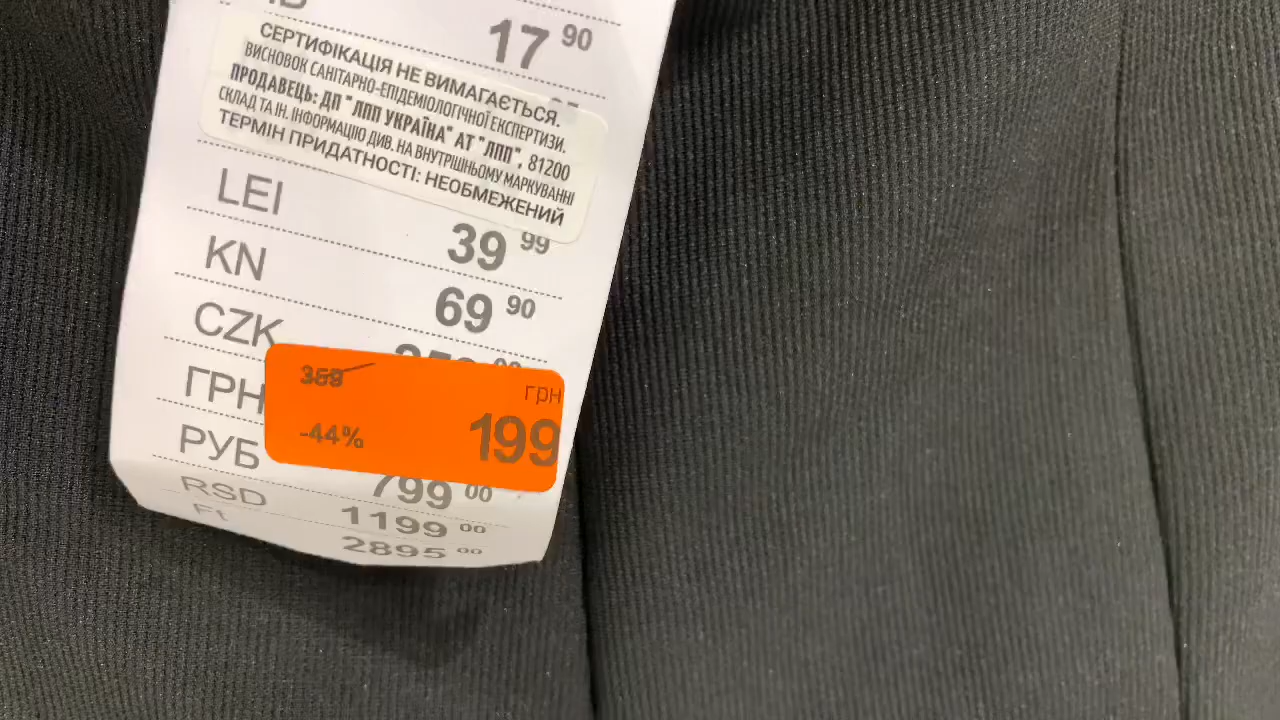 17 90
СЕРТИФІКАЦІЯ НЕ ВИМАГАЄТЬСЯ.
ВИСНОВОК САНІТАРНО-ЕПІДЕМІОЛОГІЧНОЇ ЕКСПЕРТИЗИ.
ПРОДАВЕЦЬ: ДП "ЛПП УКРАЇНА" АТ "ЛПП", 81200
СКЛАД ТА ІН. ІНФОРМАЦІЮ ДИВ. НА ВНУТРІШНЬОМУ МАРКУВАННІ
ТЕРМІН ПРИДАТНОСТІ: НЕОБМЕЖЕНИЙ
LEI 39 99
KN 69 90
CZK
ГРН
359 грн
-44% 199
РУБ 799 00
RSD 1199 00
Ft 2895 00